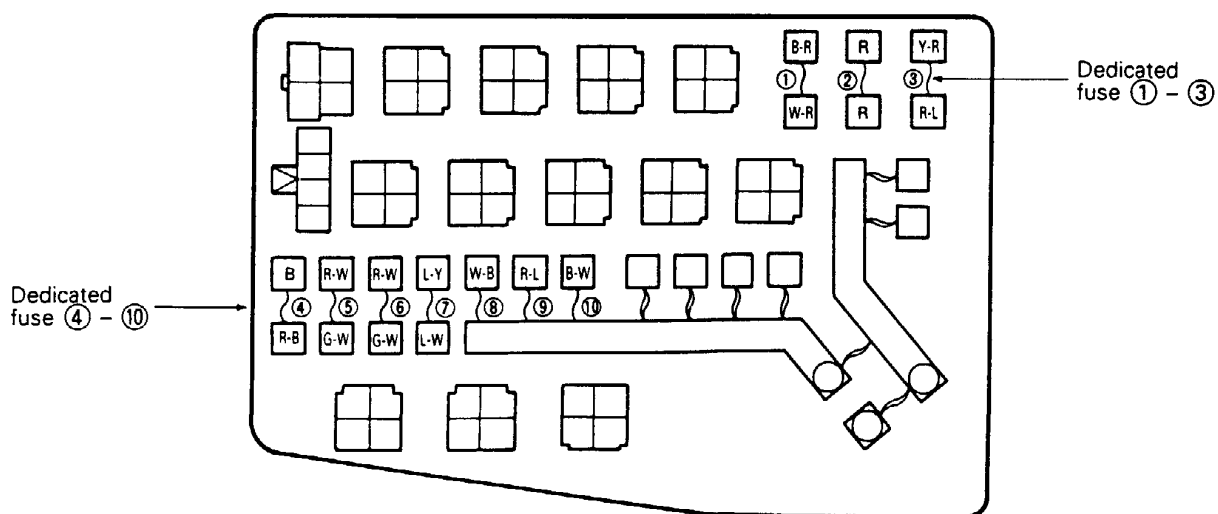 B-R R Y-R
① ② ③
W-R R R-L
Dedicated
fuse ① – ③
B R-W R-W L-Y W-B R-L B-W
④ ⑤ ⑥ ⑦ ⑧ ⑨ ⑩
R-B G-W G-W L-W
Dedicated
fuse ④ – ⑩